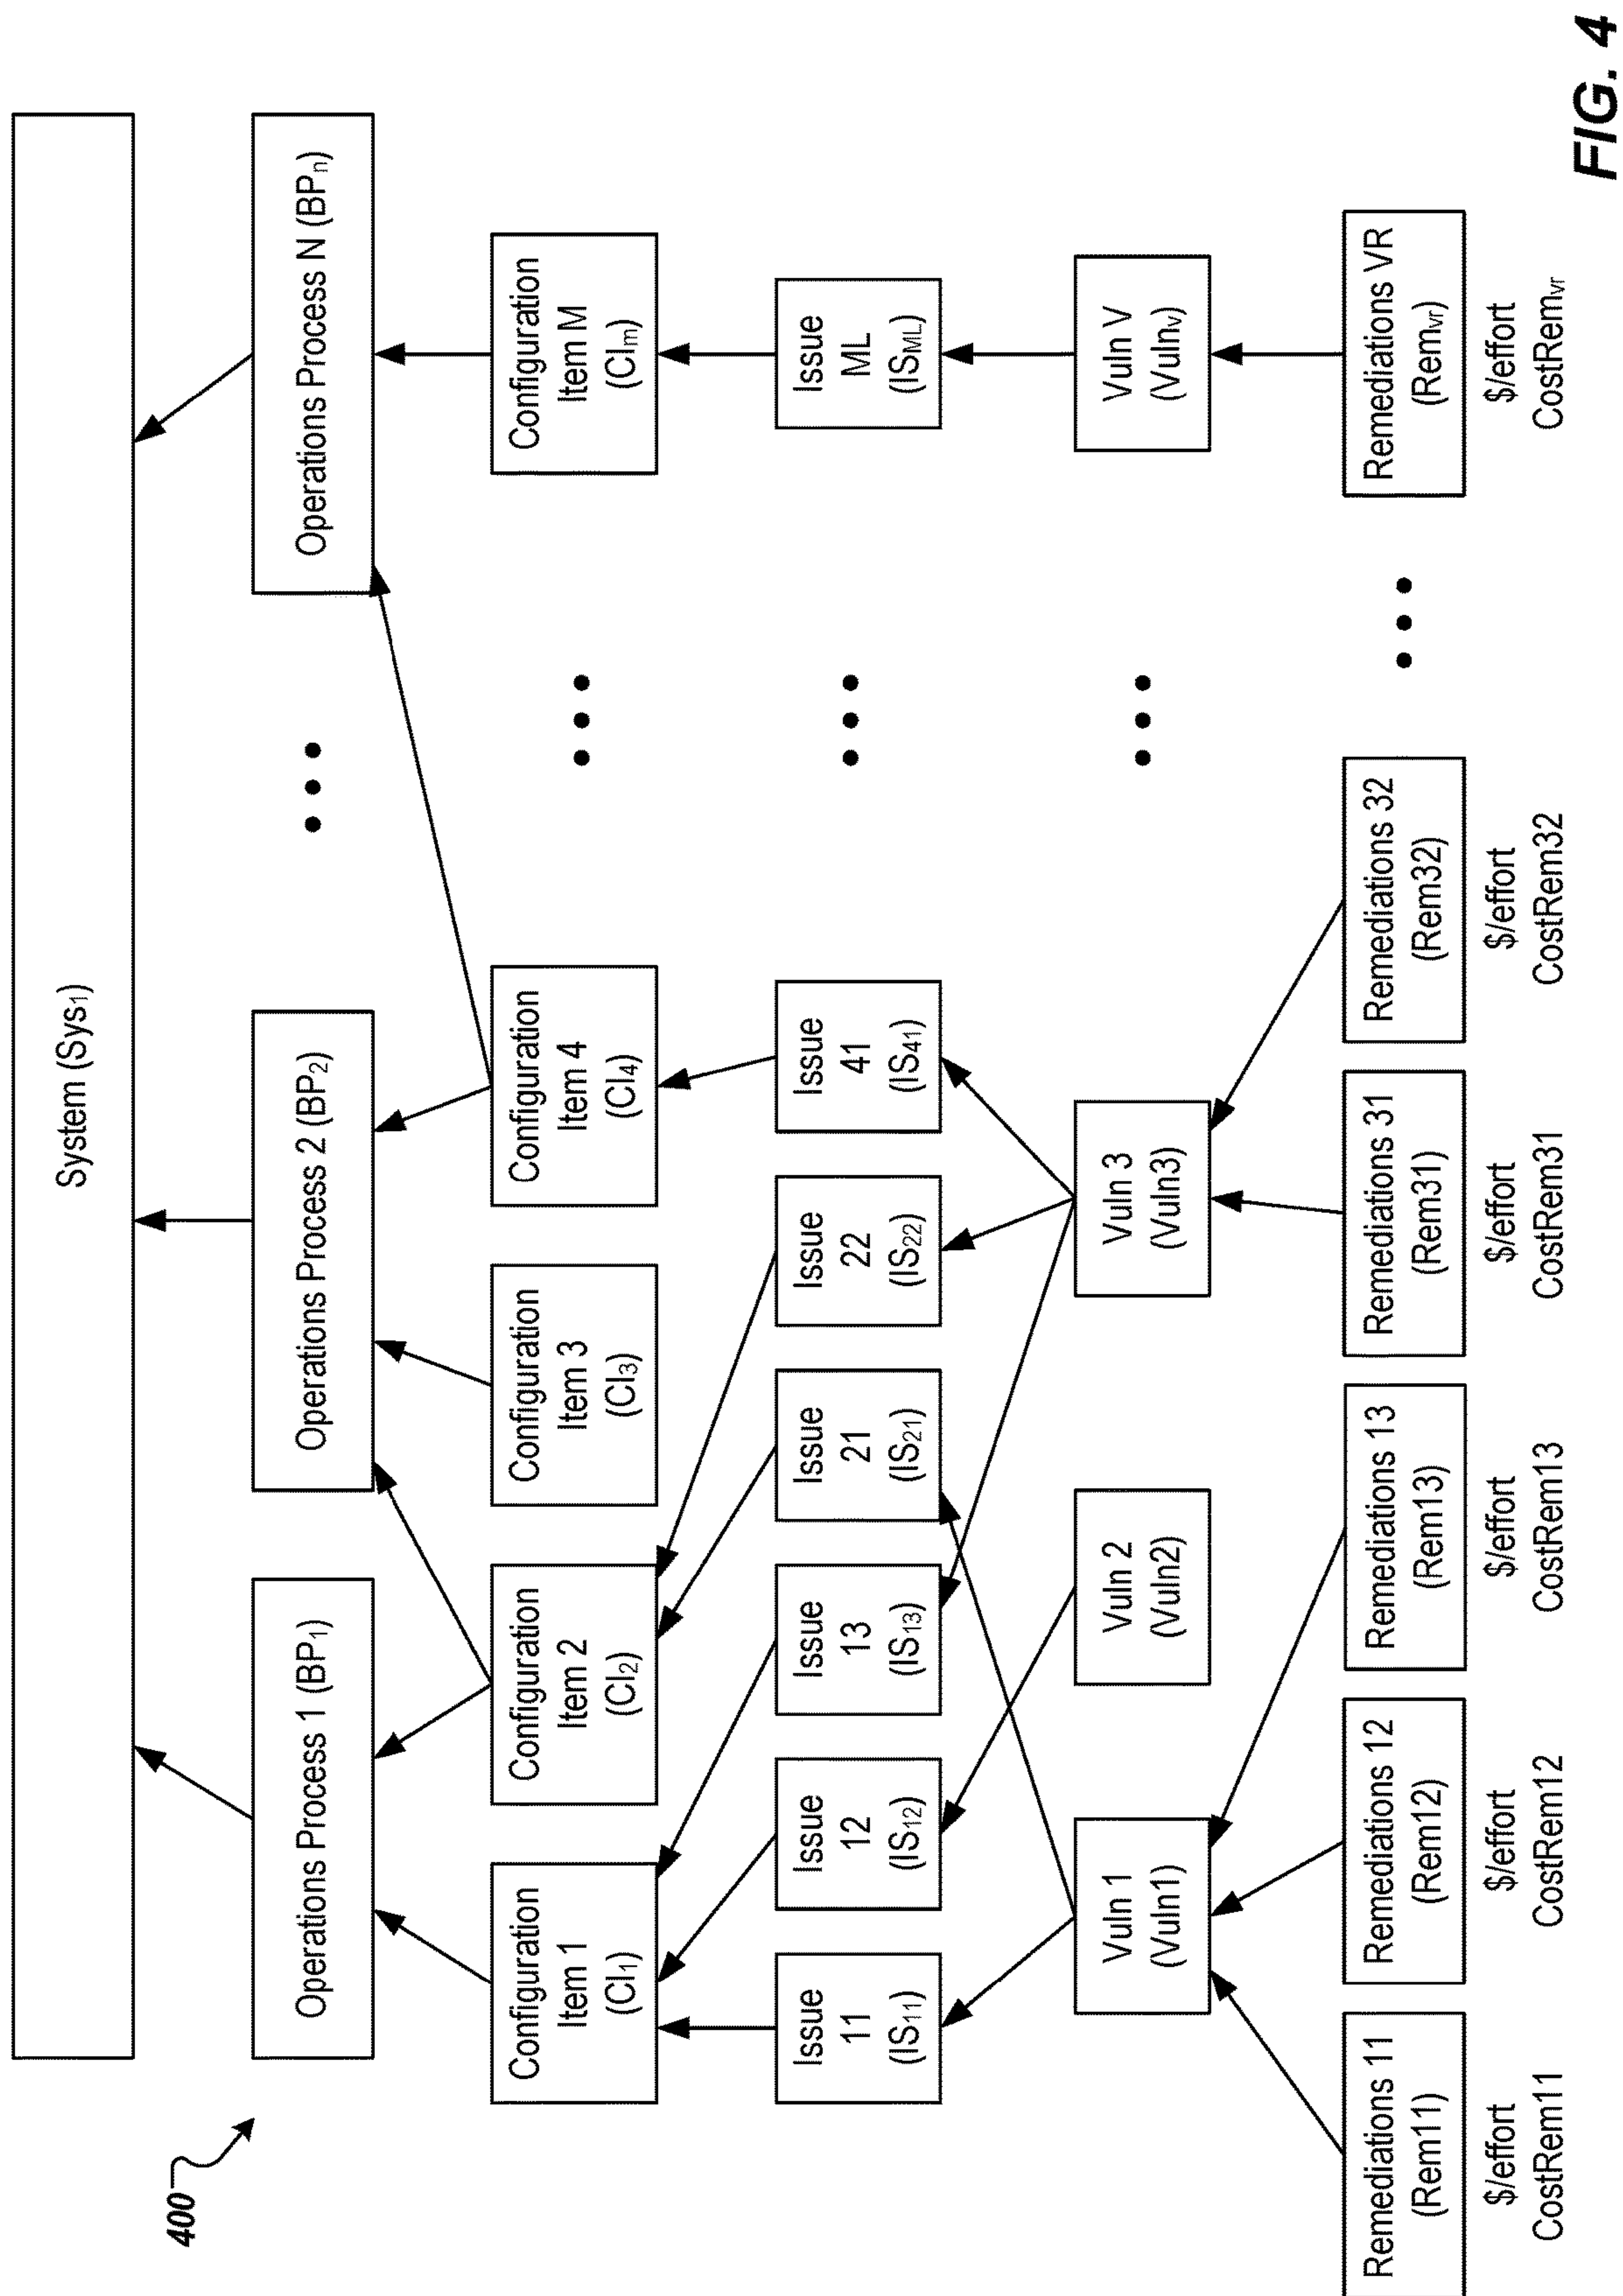 400
System (Sys1)
Operations Process 1 (BP1)
Operations Process 2 (BP2)
Operations Process N (BPn)
Configuration
Item 1
(CI1)
Configuration
Item 2
(CI2)
Configuration
Item 3
(CI3)
Configuration
Item 4
(CI4)
Configuration
Item M
(CIm)
Issue
11
(IS11)
Issue
12
(IS12)
Issue
13
(IS13)
Issue
21
(IS21)
Issue
22
(IS22)
Issue
41
(IS41)
Issue
ML
(ISML)
Vuln 1
(Vuln1)
Vuln 2
(Vuln2)
Vuln 3
(Vuln3)
Vuln V
(Vulnv)
Remediations 11
(Rem11)
Remediations 12
(Rem12)
Remediations 13
(Rem13)
Remediations 31
(Rem31)
Remediations 32
(Rem32)
Remediations VR
(Remvr)
$/effort
CostRem11
$/effort
CostRem12
$/effort
CostRem13
$/effort
CostRem31
$/effort
CostRem32
$/effort
CostRemvr
FIG. 4